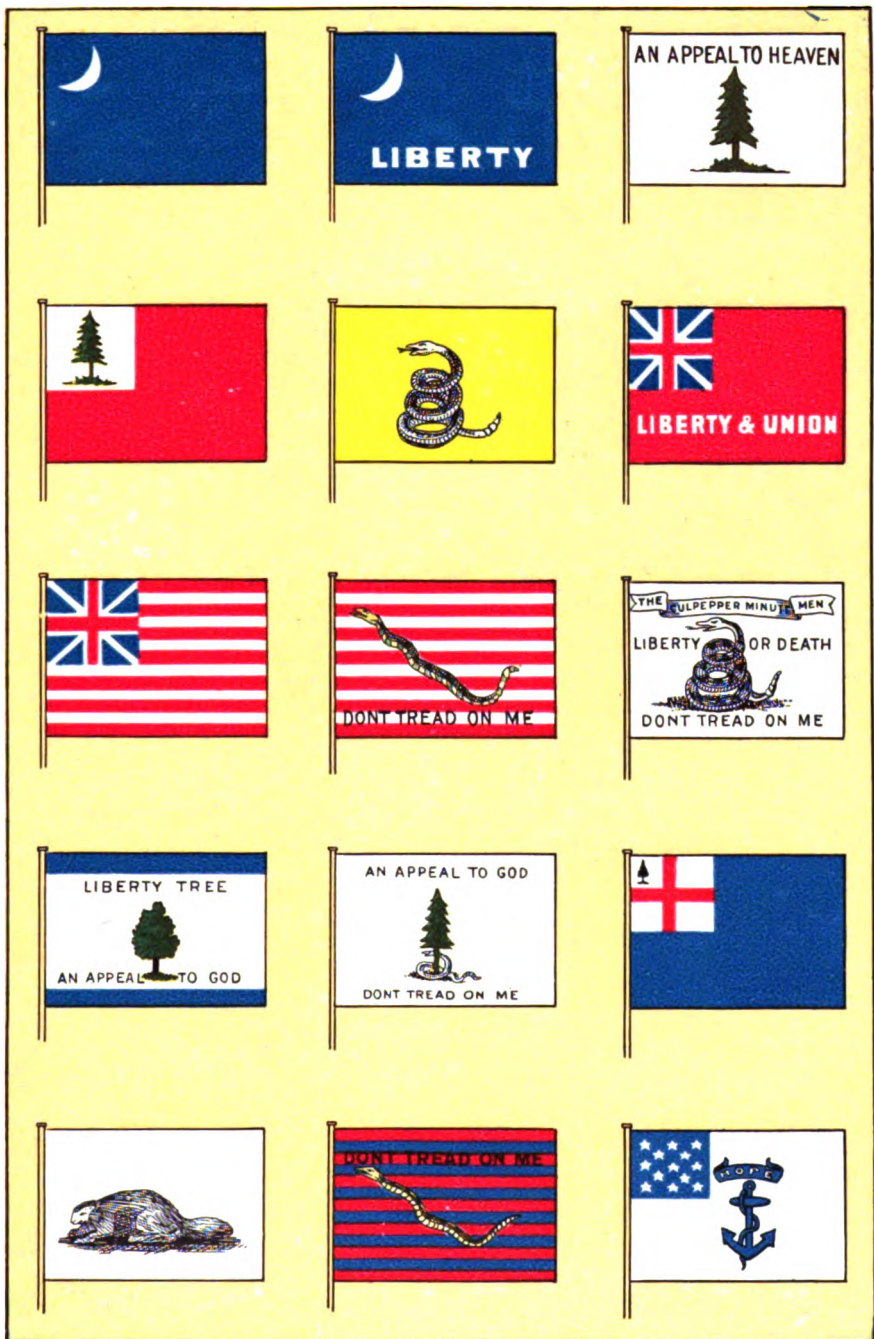 LIBERTY
AN APPEAL TO HEAVEN
LIBERTY & UNION
DONT TREAD ON ME
THE CULPEPPER MINUTE MEN
LIBERTY OR DEATH
DONT TREAD ON ME
LIBERTY TREE
AN APPEAL TO GOD
AN APPEAL TO GOD
DONT TREAD ON ME
DONT TREAD ON ME
HOPE